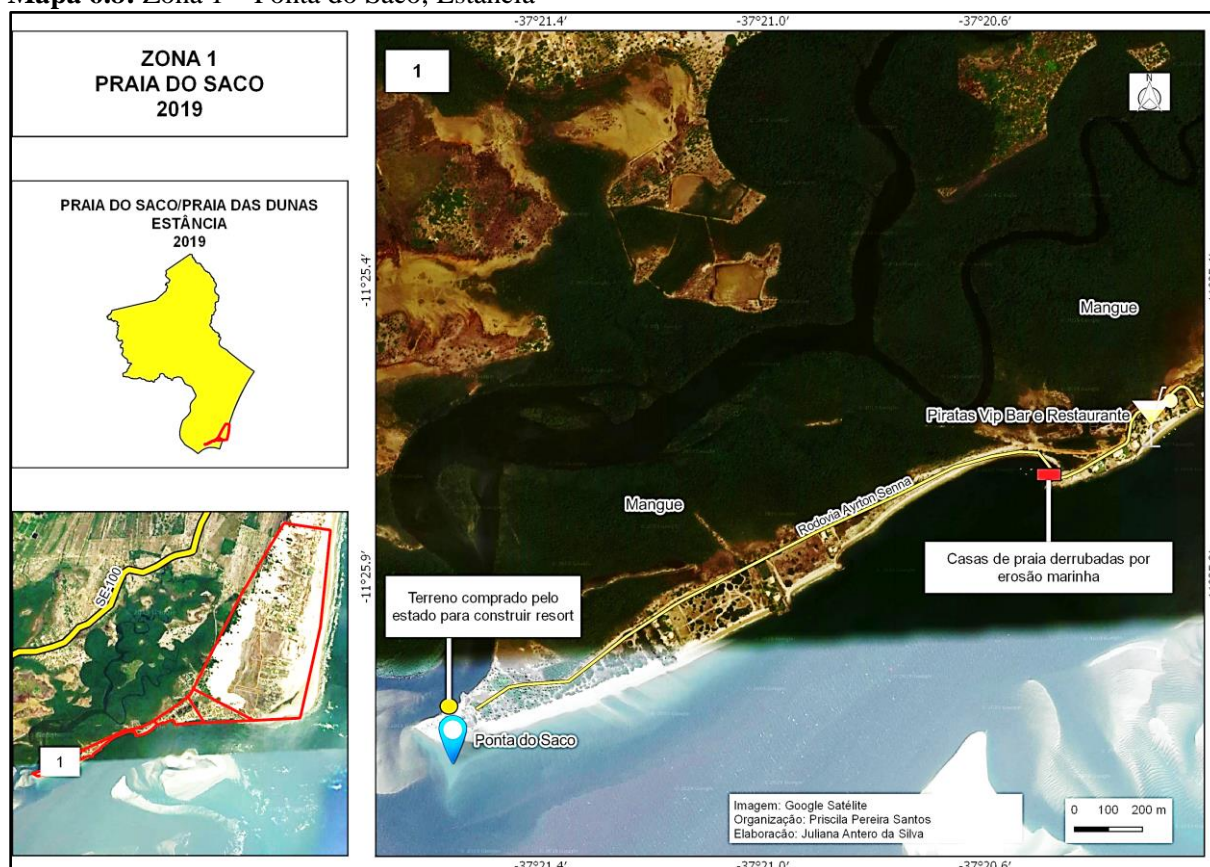 Mapa 6.8: Zona 1 – Ponta do Saco, Estância
ZONA 1
PRAIA DO SACO
2019
PRAIA DO SACO/PRAIA DAS DUNAS
ESTÂNCIA
2019
SE-100
1
-37°21.4'
-37°21.0'
-37°20.6'
1
N
-11°25.4'
-11°25.9'
Mangue
Piratas Vip Bar e Restaurante
Rodovia Ayrton Senna
Mangue
Casas de praia derrubadas por
erosão marinha
Terreno comprado pelo
estado para construir resort
Ponta do Saco
Imagem: Google Satélite
Organização: Priscila Pereira Santos
Elaboração: Juliana Antero da Silva
0 100 200 m
-37°21.4'
-37°21.0'
-37°20.6'